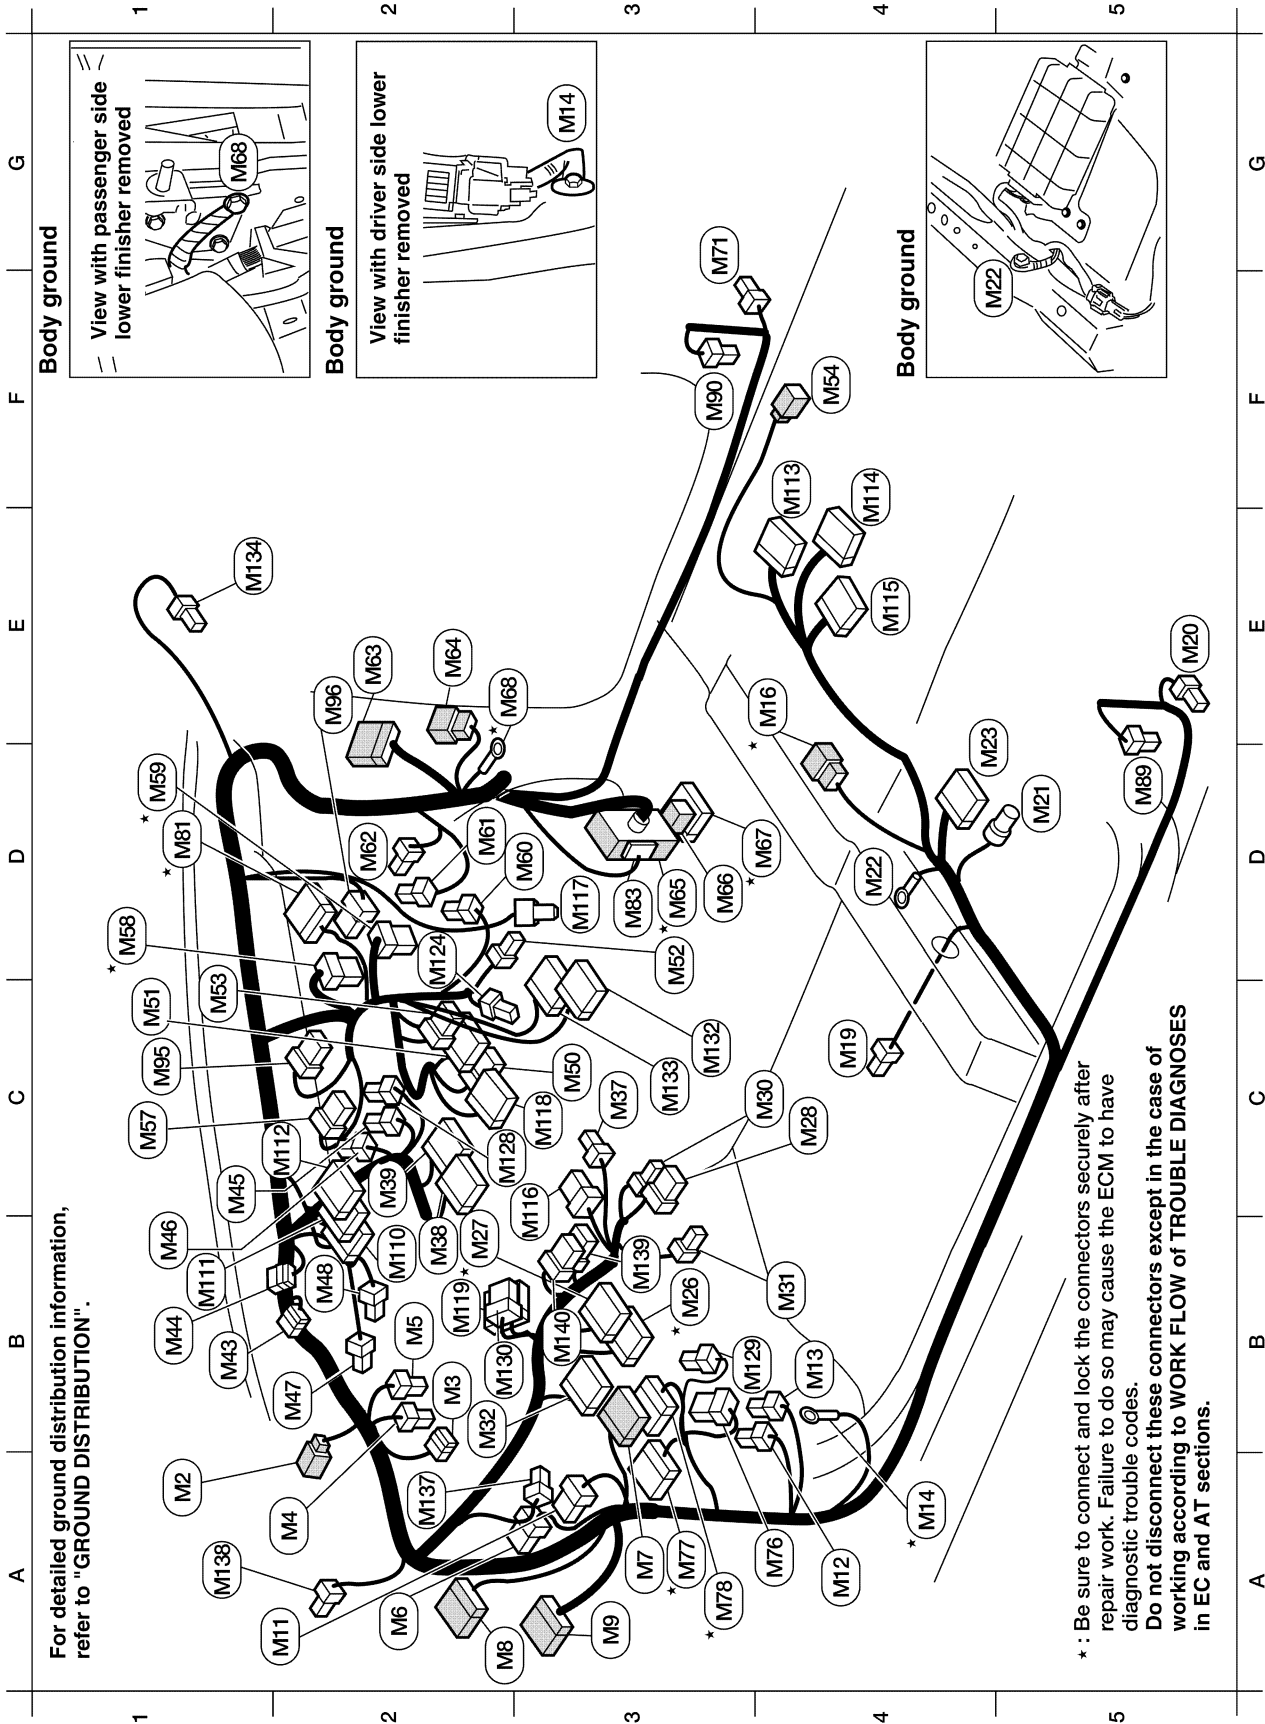 For detailed ground distribution information,
refer to "GROUND DISTRIBUTION".
A
B
C
D
E
F
G
1
2
3
4
5
Body ground
View with passenger side
lower finisher removed
M68
Body ground
View with driver side lower
finisher removed
M14
Body ground
M22
M138
M2
M4
M47
M43
M44
M111
M46
M45
M112
M57
M95
M51
M53
M58
★
M81
★
M59
★
M96
M134
M63
M64
M68
★
M11
M6
M137
M3
M5
M48
M110
M39
M38
M27
★
M119
M130
M128
M118
M50
M124
M62
M61
M60
M117
M8
M9
M32
M140
M139
M116
M37
M133
M132
M52
M83
M65
★
M66
M67
★
M7
M77
★
M78
★
M76
M12
M14
★
M13
M129
M26
★
M31
M28
M30
M19
M22
M16
★
M21
M23
M89
M20
M115
M114
M113
M54
M90
M71
A
B
C
D
E
F
G
1
2
3
4
5
★ : Be sure to connect and lock the connectors securely after
repair work. Failure to do so may cause the ECM to have
diagnostic trouble codes.
Do not disconnect these connectors except in the case of
working according to WORK FLOW of TROUBLE DIAGNOSES
in EC and AT sections.